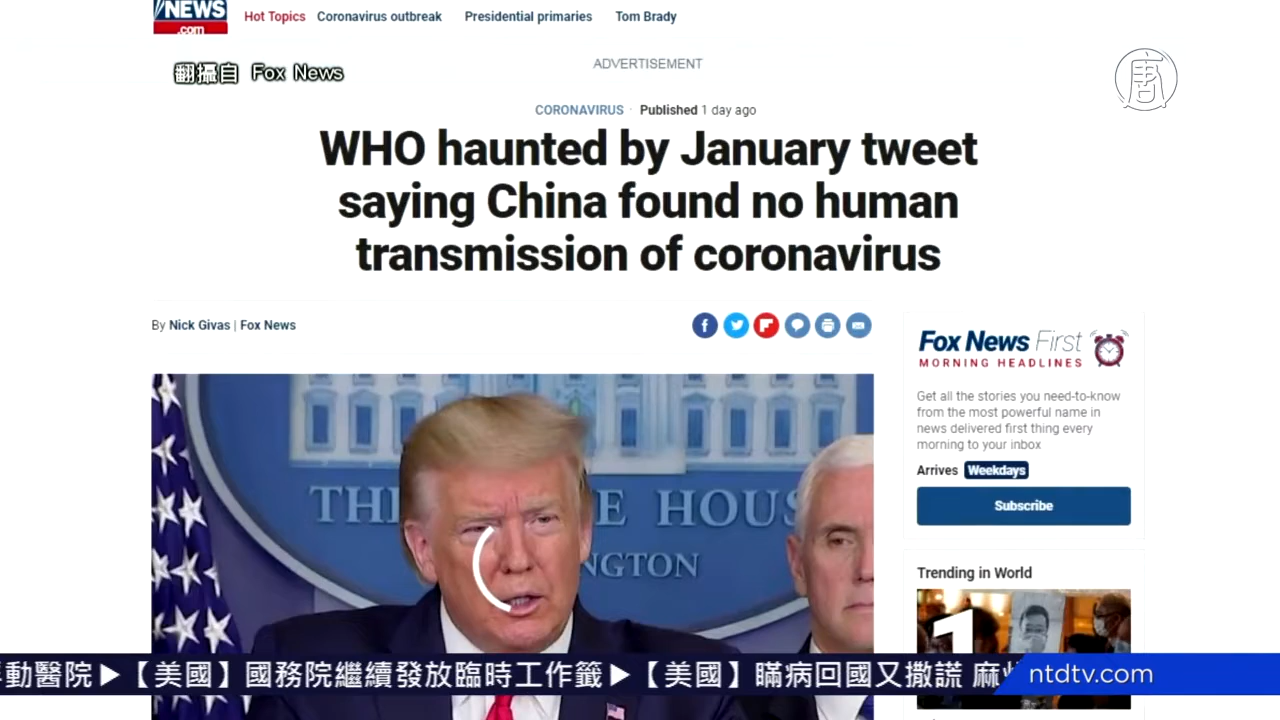 NEWS
.com
Hot Topics Coronavirus outbreak Presidential primaries Tom Brady
翻攝自 Fox News
ADVERTISEMENT
唐
CORONAVIRUS · Published 1 day ago
WHO haunted by January tweet
saying China found no human
transmission of coronavirus
By Nick Givas | Fox News
Fox News First
MORNING HEADLINES
Get all the stories you need-to-know
from the most powerful name in
news delivered first thing every
morning to your inbox
Arrives Weekdays
Subscribe
Trending in World
1
THE HOUS
NGTON
動醫院▶【美國】國務院繼續發放臨時工作籤▶【美國】瞞病回國又撒謊 麻
ntdtv.com